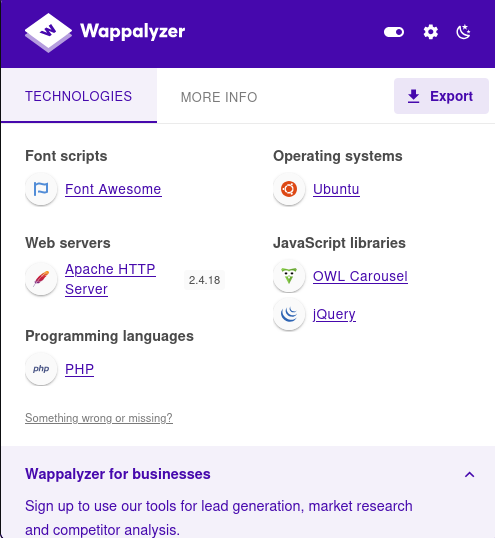 Wappalyzer
TECHNOLOGIES
MORE INFO
Export
Font scripts
Font Awesome
Operating systems
Ubuntu
Web servers
Apache HTTP
Server
2.4.18
JavaScript libraries
OWL Carousel
jQuery
Programming languages
php
PHP
Something wrong or missing?
Wappalyzer for businesses
Sign up to use our tools for lead generation, market research
and competitor analysis.